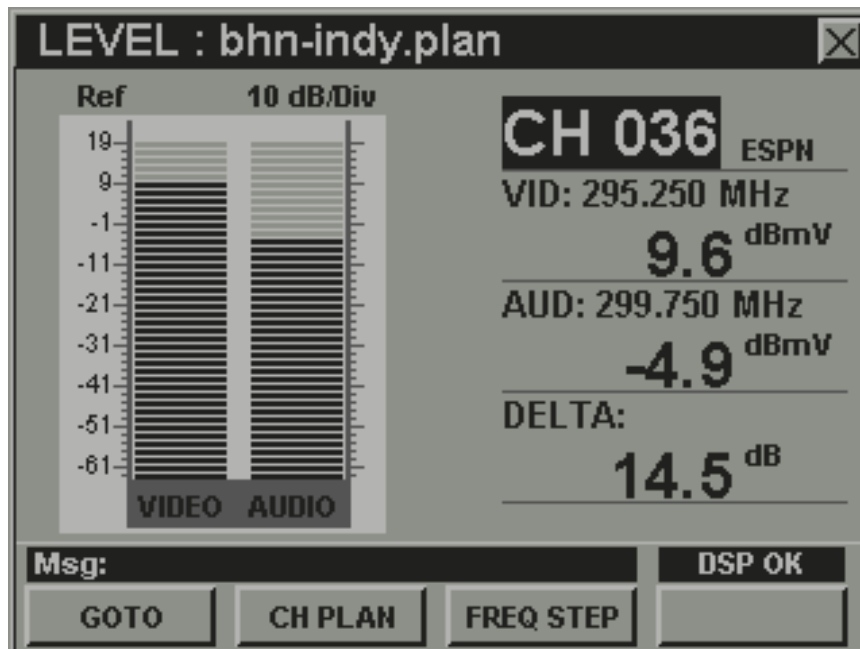 LEVEL : bhn-indy.plan
Ref 10 dB/Div
19
9
-1
-11
-21
-31
-41
-51
-61
VIDEO AUDIO
CH 036 ESPN
VID: 295.250 MHz
9.6 dBmV
AUD: 299.750 MHz
-4.9 dBmV
DELTA:
14.5 dB
Msg: DSP OK
GOTO CH PLAN FREQ STEP